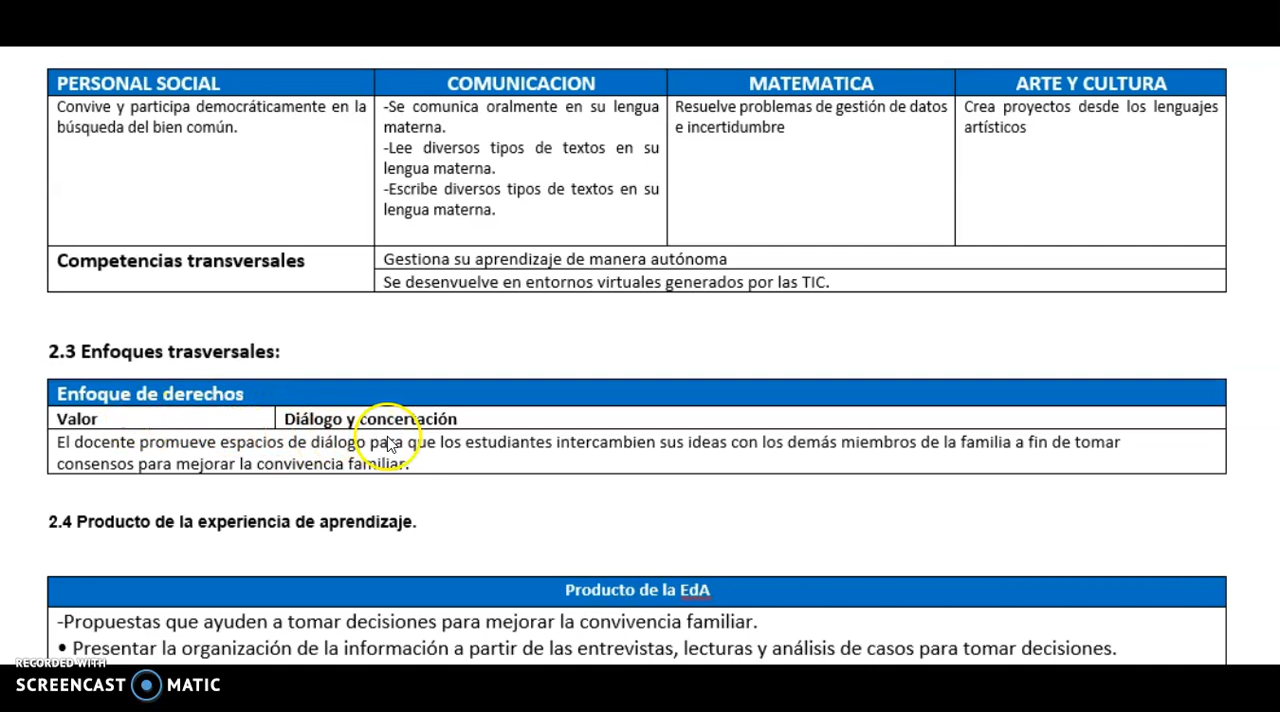 PERSONAL SOCIAL
COMUNICACION
MATEMATICA
ARTE Y CULTURA
Convive y participa democráticamente en la
búsqueda del bien común.
-Se comunica oralmente en su lengua
materna.
-Lee diversos tipos de textos en su
lengua materna.
-Escribe diversos tipos de textos en su
lengua materna.
Resuelve problemas de gestión de datos
e incertidumbre
Crea proyectos desde los lenguajes
artísticos
Competencias transversales
Gestiona su aprendizaje de manera autónoma
Se desenvuelve en entornos virtuales generados por las TIC.
2.3 Enfoques trasversales:
Enfoque de derechos
Valor
Diálogo y concertación
El docente promueve espacios de diálogo para que los estudiantes intercambien sus ideas con los demás miembros de la familia a fin de tomar
consensos para mejorar la convivencia familiar.
2.4 Producto de la experiencia de aprendizaje.
Producto de la EdA
-Propuestas que ayuden a tomar decisiones para mejorar la convivencia familiar.
• Presentar la organización de la información a partir de las entrevistas, lecturas y análisis de casos para tomar decisiones.
RECORDED WITH
SCREENCAST MATIC